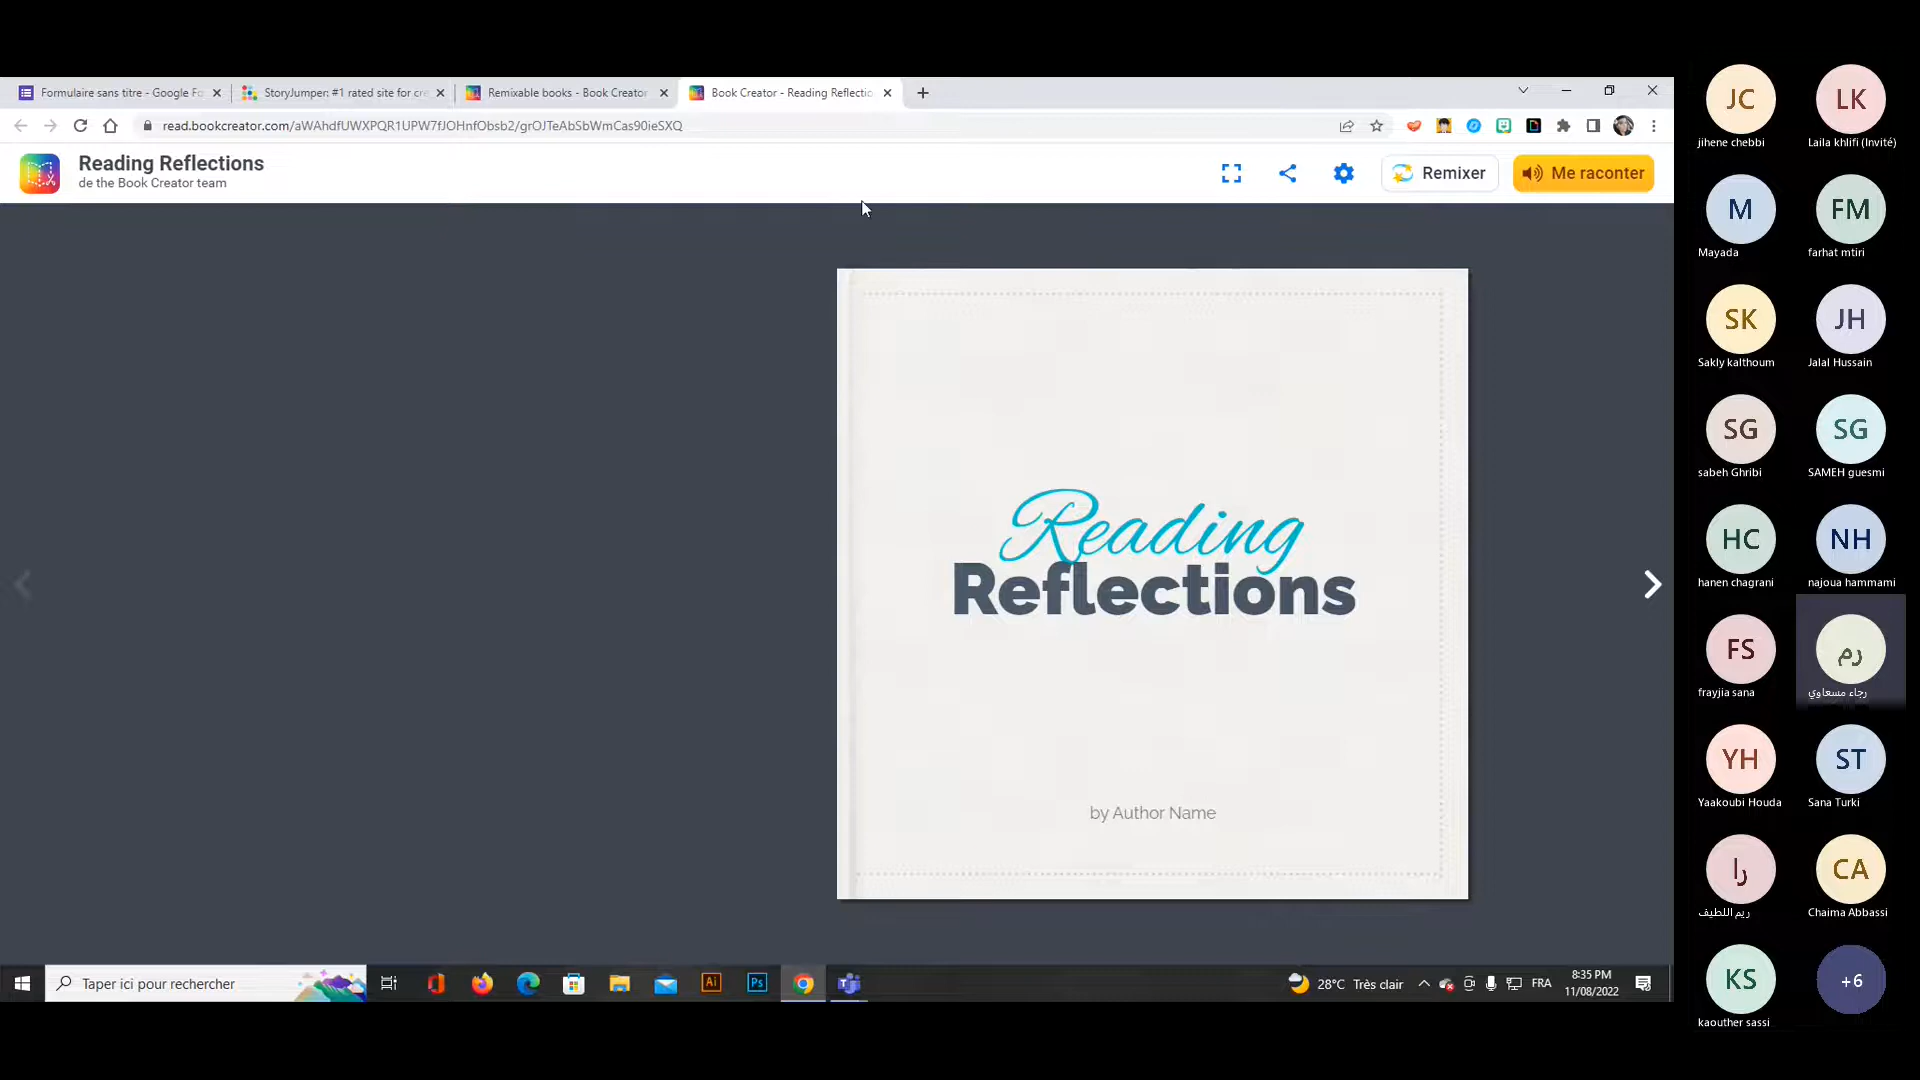 Formulaire sans titre - Google Fo
StoryJumper: #1 rated site for cre
Remixable books - Book Creator
Book Creator - Reading Reflectio
read.bookcreator.com/aWAhdfUWXPQR1UPW7fJOHnfObsb2/grOJTeAbSbWmCas90ieSXQ
Reading Reflections
de the Book Creator team
Remixer
Me raconter
Reading
Reflections
by Author Name
Taper ici pour rechercher
Ai
Ps
28°C Très clair
FRA
8:35 PM
11/08/2022
JC
jihene chebbi
LK
Laila khlifi (Invité)
M
Mayada
FM
farhat mtiri
SK
Sakly kalthoum
JH
Jalal Hussain
SG
sabeh Ghribi
SG
SAMEH guesmi
HC
hanen chagrani
NH
najoua hammami
FS
frayjia sana
رم
رجاء مسعاوي
YH
Yaakoubi Houda
ST
Sana Turki
را
ريم اللطيف
CA
Chaima Abbassi
KS
kaouther sassi
+6